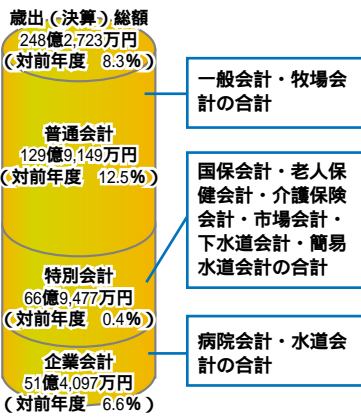 歳出（決算）総額
248億2,723万円
（対前年度　8.3%）
一般会計・牧場会
計の合計
普通会計
129億9,149万円
（対前年度　12.5%）
国保会計・老人保
健会計・介護保険
会計・市場会計・
下水道会計・簡易
水道会計の合計
特別会計
66億9,477万円
（対前年度　0.4%）
病院会計・水道会
計の合計
企業会計
51億4,097万円
（対前年度－6.6%）